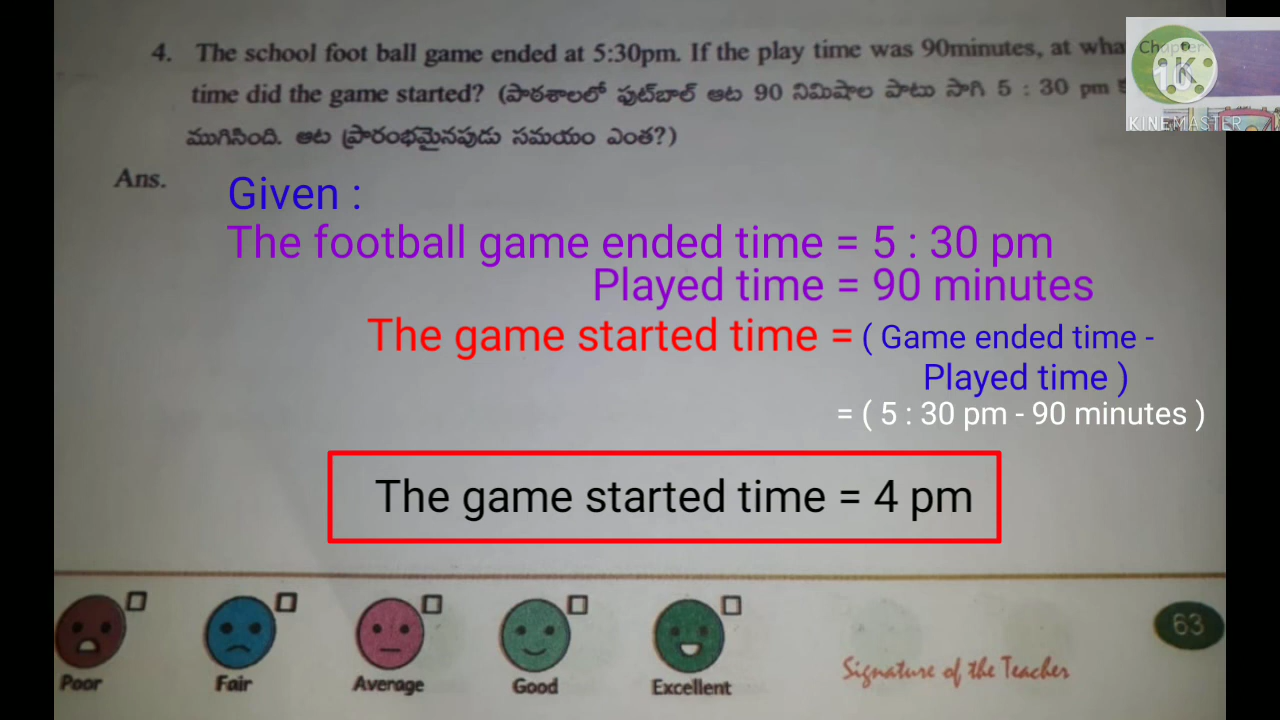 4. The school foot ball game ended at 5:30pm. If the play time was 90minutes, at
time did the game started? (పాఠశాలలో ఫుట్‌బాల్ ఆట 90 నిమిషాల పాటు సాగి 5 : 30 pm
ముగిసింది. ఆట ప్రారంభమైనపుడు సమయం ఎంత?)
Ans.
Given :
The football game ended time = 5 : 30 pm
Played time = 90 minutes
The game started time = ( Game ended time -
Played time )
= ( 5 : 30 pm - 90 minutes )
The game started time = 4 pm
Poor Fair Average Good Excellent
Signature of the Teacher
63
Chapter
K
KINEMASTER